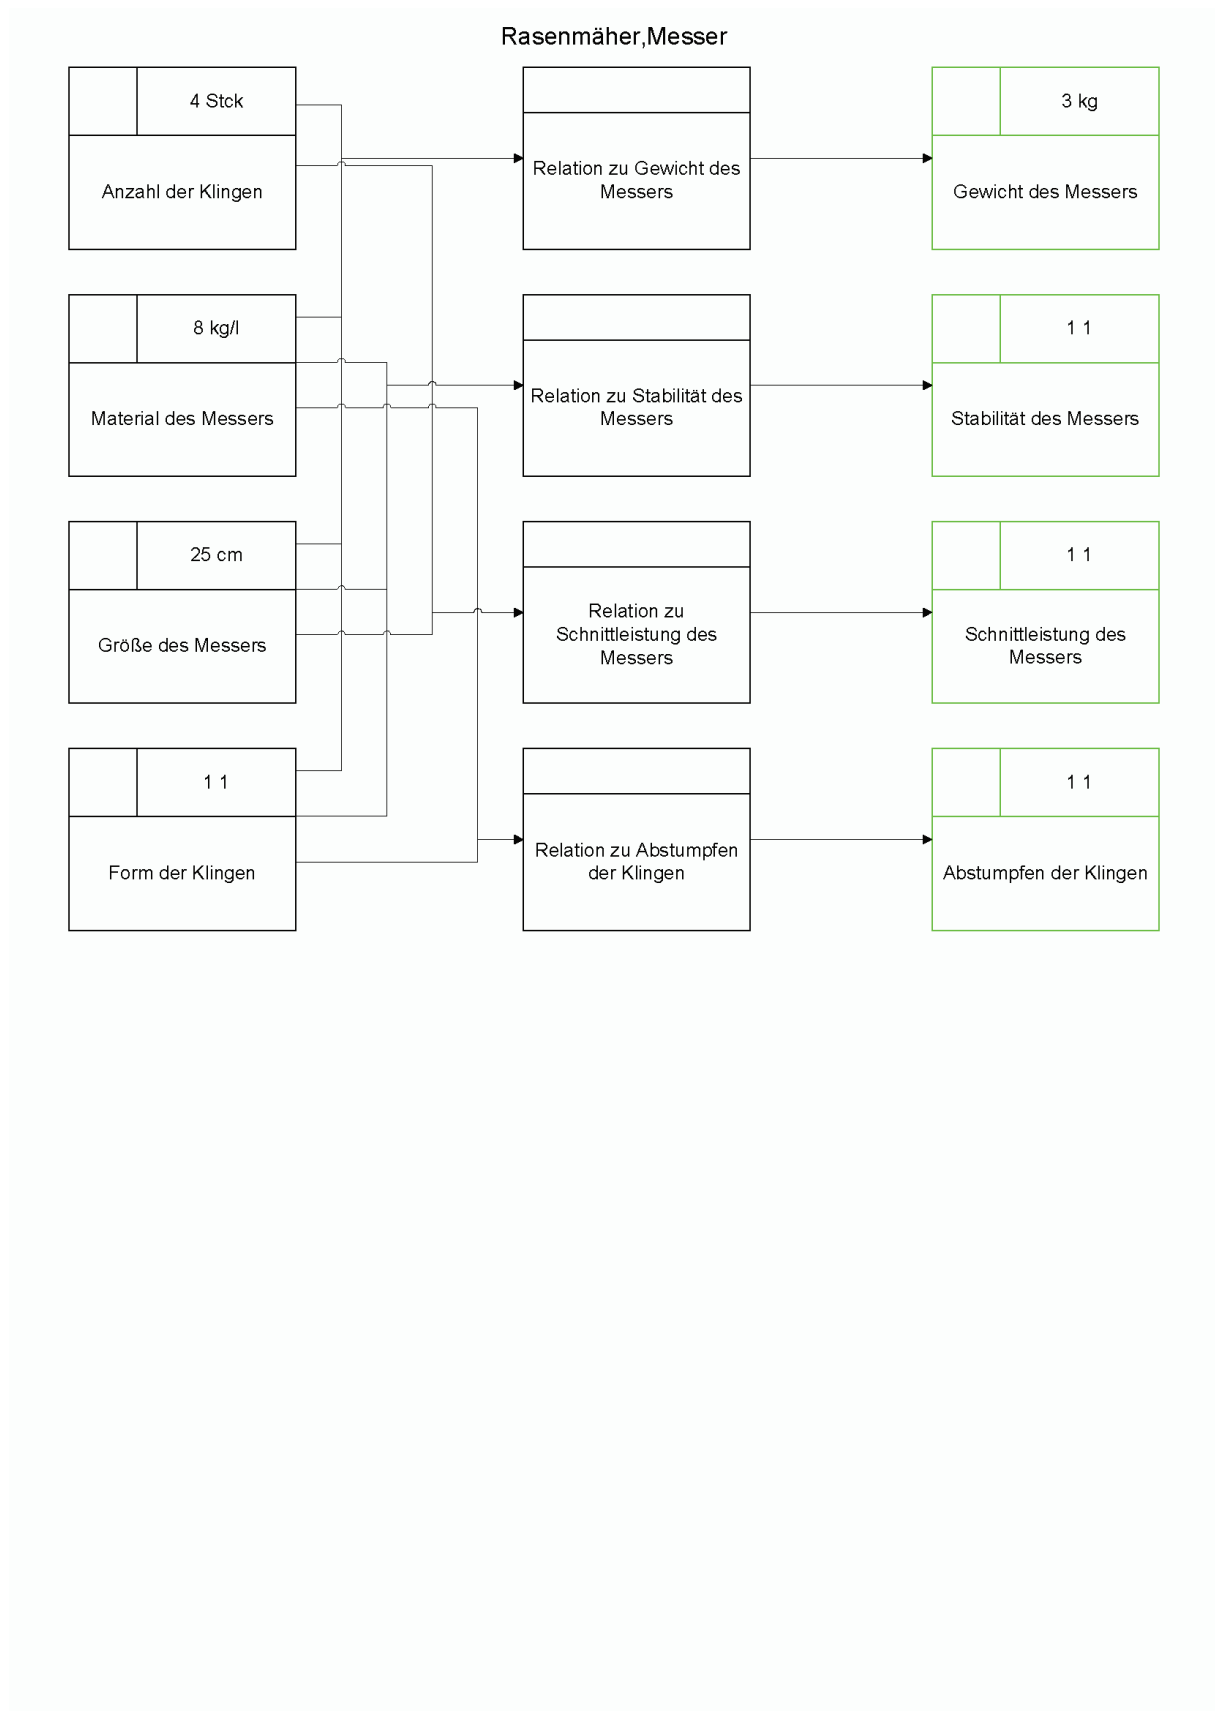 Rasenmäher,Messer
4 Stck
Anzahl der Klingen
Relation zu Gewicht des
Messers
3 kg
Gewicht des Messers
8 kg/l
Material des Messers
Relation zu Stabilität des
Messers
1 1
Stabilität des Messers
25 cm
Größe des Messers
Relation zu
Schnittleistung des
Messers
1 1
Schnittleistung des
Messers
1 1
Form der Klingen
Relation zu Abstumpfen
der Klingen
1 1
Abstumpfen der Klingen